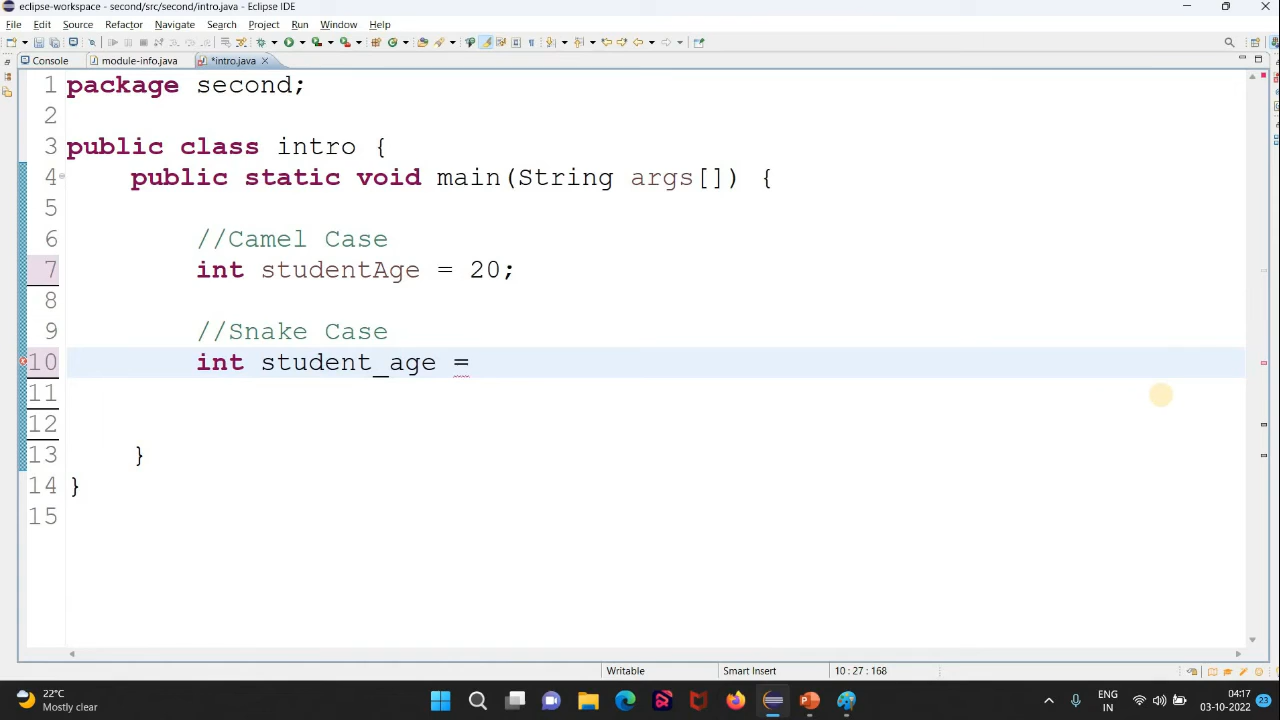 eclipse-workspace - second/src/second/intro.java - Eclipse IDE
File Edit Source Refactor Navigate Search Project Run Window Help
Console module-info.java *intro.java
1 package second;
2
3 public class intro {
4 public static void main(String args[]) {
5
6 //Camel Case
7 int studentAge = 20;
8
9 //Snake Case
10 int student_age =
11
12
13 }
14 }
15
Writable Smart Insert 10 : 27 : 168
22°C ENG 04:17
Mostly clear IN 03-10-2022 23